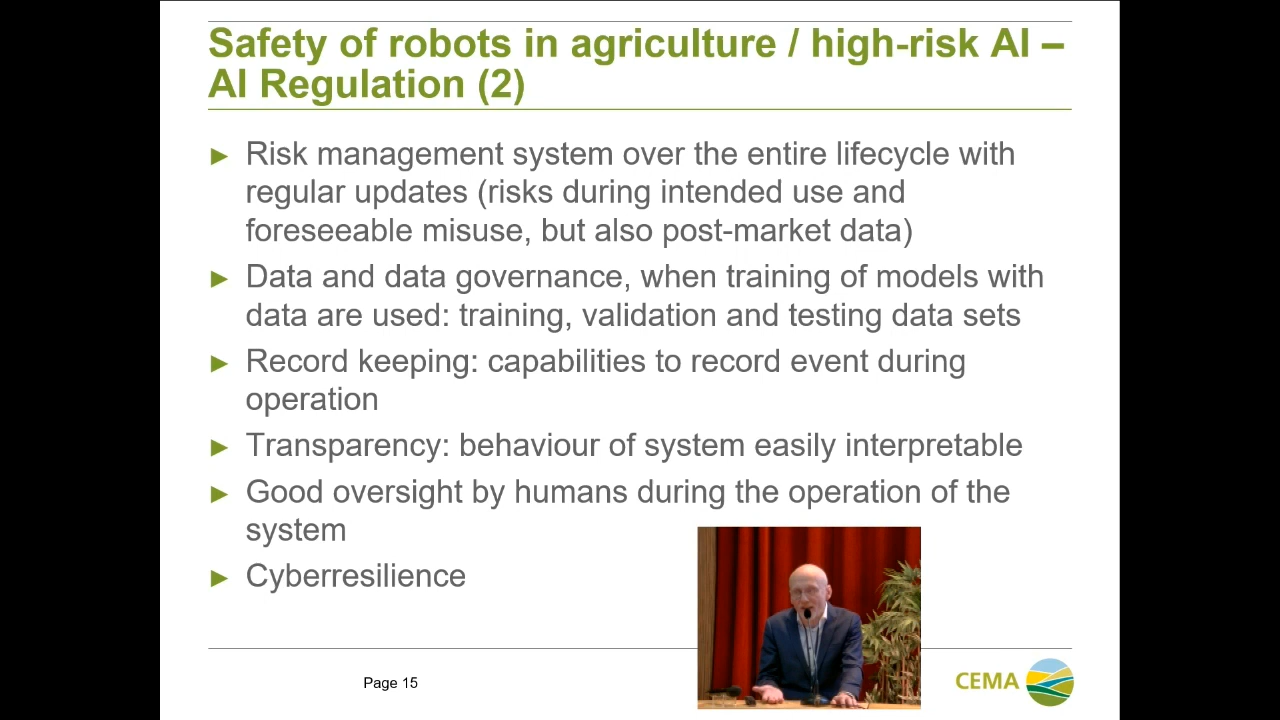 Safety of robots in agriculture / high-risk AI –
AI Regulation (2)
► Risk management system over the entire lifecycle with
regular updates (risks during intended use and
foreseeable misuse, but also post-market data)
► Data and data governance, when training of models with
data are used: training, validation and testing data sets
► Record keeping: capabilities to record event during
operation
► Transparency: behaviour of system easily interpretable
► Good oversight by humans during the operation of the
system
► Cyberresilience
Page 15
CEMA